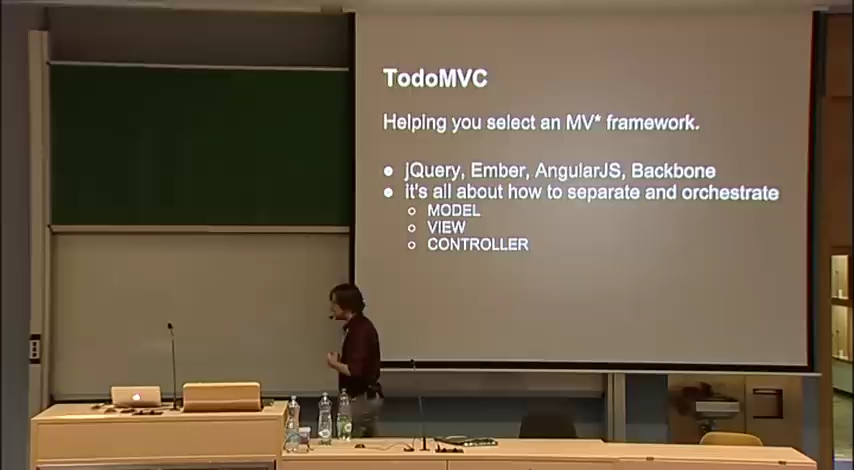 TodoMVC
Helping you select an MV* framework.
● jQuery, Ember, AngularJS, Backbone
● it's all about how to separate and orchestrate
○ MODEL
○ VIEW
○ CONTROLLER